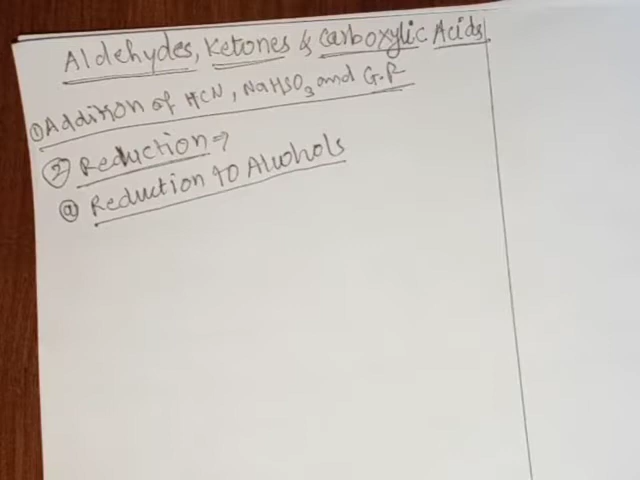 Aldehydes, Ketones & Carboxylic Acids
① Addition of HCN, NaHSO3 and G.R
② Reduction ⇒
ⓐ Reduction to Alcohols